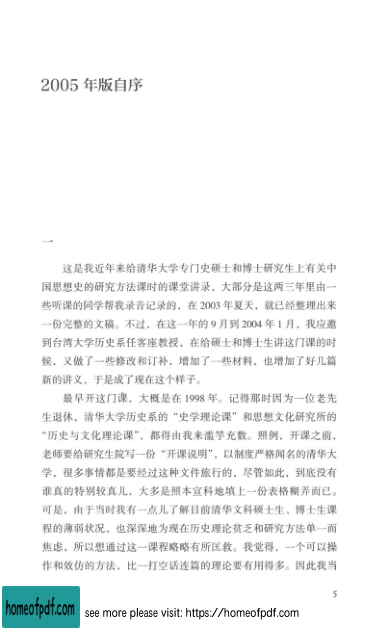 2005 年版自序
一
这是我近年来给清华大学专门史硕士和博士研究生上有关中
国思想史的研究方法课时的课堂讲录，大部分是这两三年里由一
些听课的同学帮我录音记录的，在 2003 年夏天，就已经整理出来
一份完整的文稿。不过，在这一年的 9 月到 2004 年 1 月，我应邀
到台湾大学历史系任客座教授，在给硕士和博士生讲这门课的时
候，又做了一些修改和订补，增加了一些材料，也增加了好几篇
新的讲义，于是成了现在这个样子。
最早开这门课，大概是在 1998 年。记得那时因为一位老先
生退休，清华大学历史系的“史学理论课”和思想文化研究所的
“历史与文化理论课”，都得由我来滥竽充数。照例，开课之前，
老师要给研究生院写一份“开课说明”，以制度严格闻名的清华大
学，很多事情都是要经过这种文件旅行的，尽管如此，到底没有
谁真的特别较真儿，大多是照本宣科地填上一份表格糊弄而已。
可是，由于当时我有一点儿了解目前清华文科硕士生、博士生课
程的薄弱状况，也深深地为现在历史理论贫乏和研究方法单一而
焦虑，所以想通过这一课程略略有所匡救。我觉得，一个可以操
作和效仿的方法，比一打空话连篇的理论要有用得多。因此我当
5
homeofpdf.com
see more please visit: https://homeofpdf.com